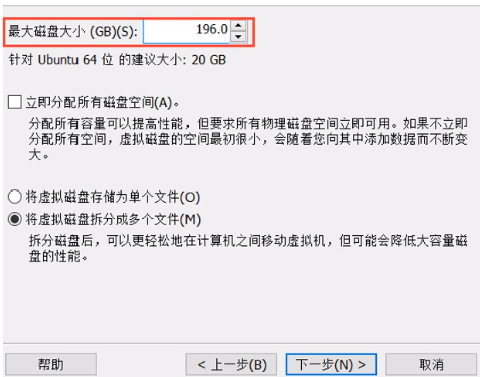 最大磁盘大小 (GB)(S): 196.0
针对 Ubuntu 64 位 的建议大小: 20 GB
立即分配所有磁盘空间(A)。
分配所有容量可以提高性能，但要求所有物理磁盘空间立即可用。如果不立即
分配所有空间，虚拟磁盘的空间最初很小，会随着您向其中添加数据而不断变
大。
将虚拟磁盘存储为单个文件(O)
将虚拟磁盘拆分成多个文件(M)
拆分磁盘后，可以更轻松地在计算机之间移动虚拟机，但可能会降低大容量磁
盘的性能。
帮助 < 上一步(B) 下一步(N) > 取消